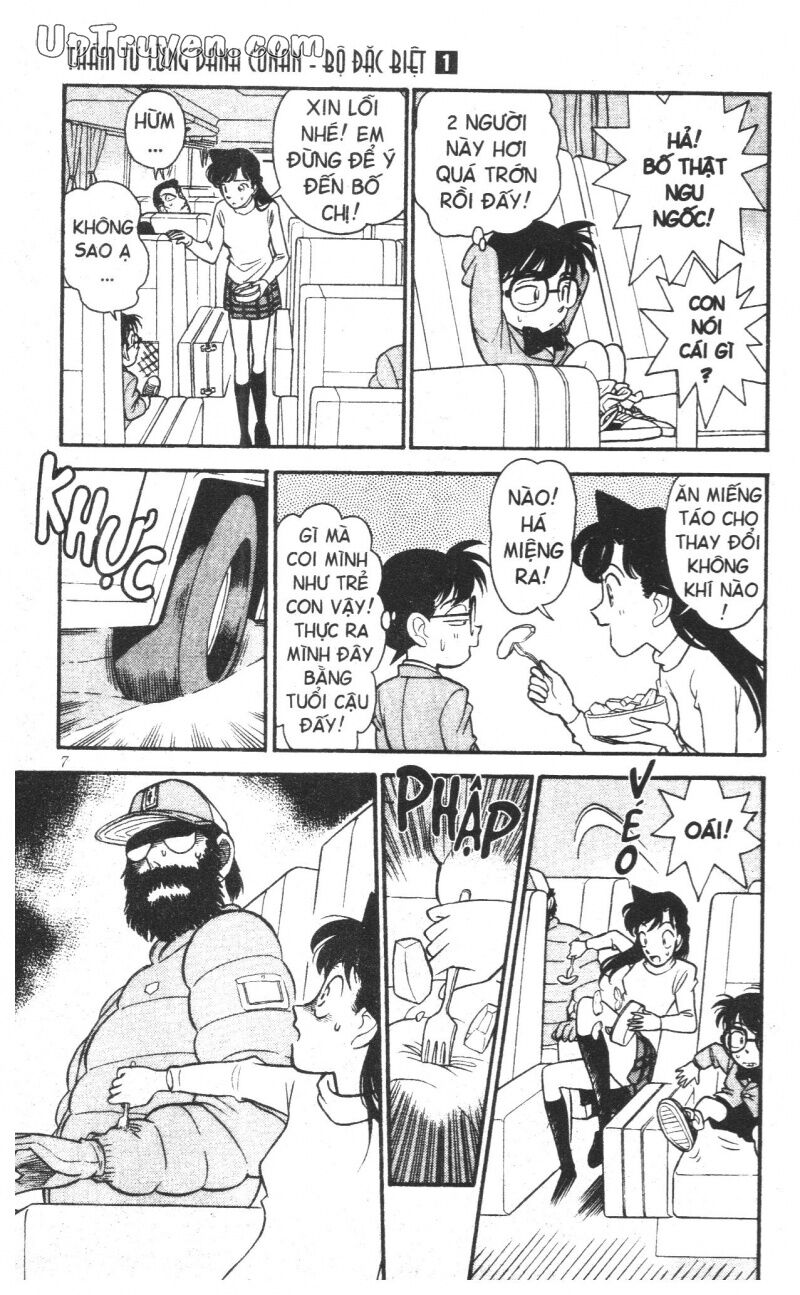 UnTruyen.com
THÁM TỬ LỪNG DANH CONAN - BỘ ĐẶC BIỆT 1
HẢ!
BỐ THẬT
NGU
NGỐC!
CON
NÓI
CÁI GÌ
?
2 NGƯỜI
NÀY HƠI
QUÁ TRỚN
RỒI ĐẤY!
XIN LỖI
NHÉ! EM
ĐỪNG ĐỂ Ý
ĐẾN BỐ
CHỊ!
HỪM
...
KHÔNG
SAO Ạ
...
ĂN MIẾNG
TÁO CHO
THAY ĐỔI
KHÔNG
KHÍ NÀO
!
NÀO!
HÁ
MIỆNG
RA!
GÌ MÀ
COI MÌNH
NHƯ TRẺ
CON VẬY!
THỰC RA
MÌNH ĐÂY
BẰNG
TUỔI CẬU
ĐẤY!
KHỰC
7
OÁI!
VÉO
PHẬP